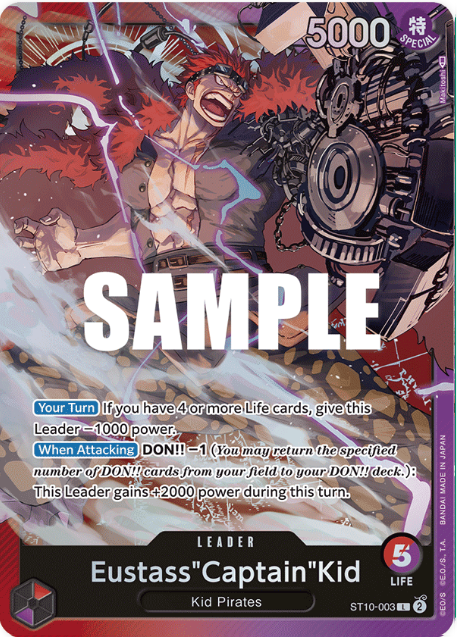 5000
特
SPECIAL
Makitoshi
SAMPLE
Your Turn If you have 4 or more Life cards, give this
Leader −1000 power.
When Attacking DON!! −1 (You may return the specified
number of DON!! cards from your field to your DON!! deck.):
This Leader gains +2000 power during this turn.
LEADER
Eustass"Captain"Kid
Kid Pirates
5
LIFE
ST10-003 L 2
©E.O/S ©E.O./S., T.A. BANDAI MADE IN JAPAN